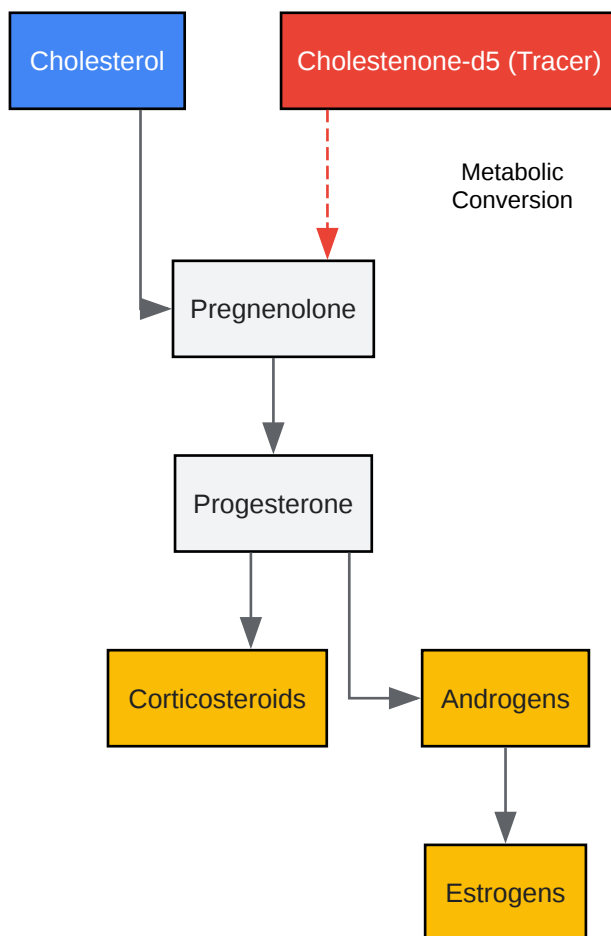 Cholesterol
Cholestenone-d5 (Tracer)
Metabolic
Conversion
Pregnenolone
Progesterone
Corticosteroids
Androgens
Estrogens